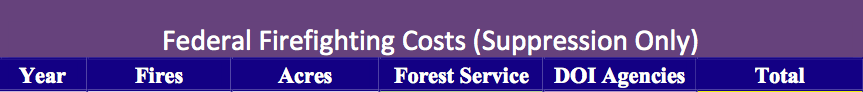 Federal Firefighting Costs (Suppression Only)
Year Fires Acres Forest Service DOI Agencies Total